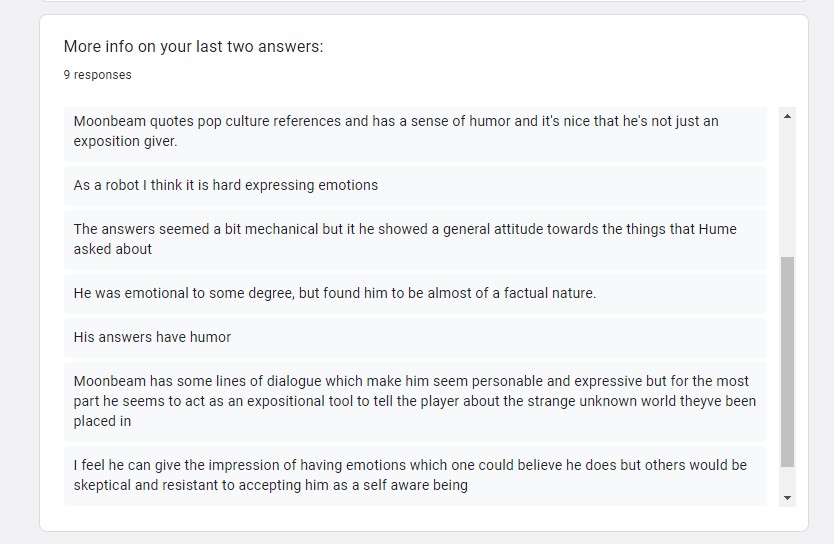 More info on your last two answers:
9 responses
Moonbeam quotes pop culture references and has a sense of humor and it's nice that he's not just an
exposition giver.
As a robot I think it is hard expressing emotions
The answers seemed a bit mechanical but it he showed a general attitude towards the things that Hume
asked about
He was emotional to some degree, but found him to be almost of a factual nature.
His answers have humor
Moonbeam has some lines of dialogue which make him seem personable and expressive but for the most
part he seems to act as an expositional tool to tell the player about the strange unknown world theyve been
placed in
I feel he can give the impression of having emotions which one could believe he does but others would be
skeptical and resistant to accepting him as a self aware being